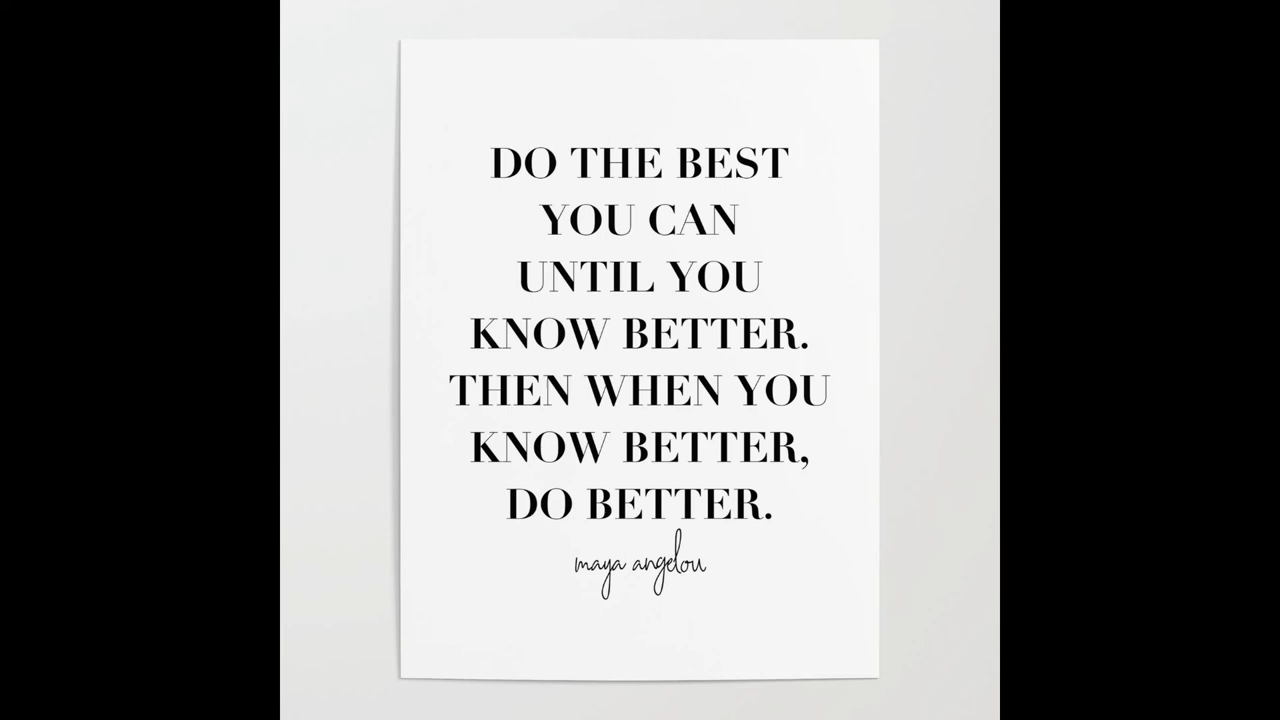 DO THE BEST
YOU CAN
UNTIL YOU
KNOW BETTER.
THEN WHEN YOU
KNOW BETTER,
DO BETTER.
maya angelou